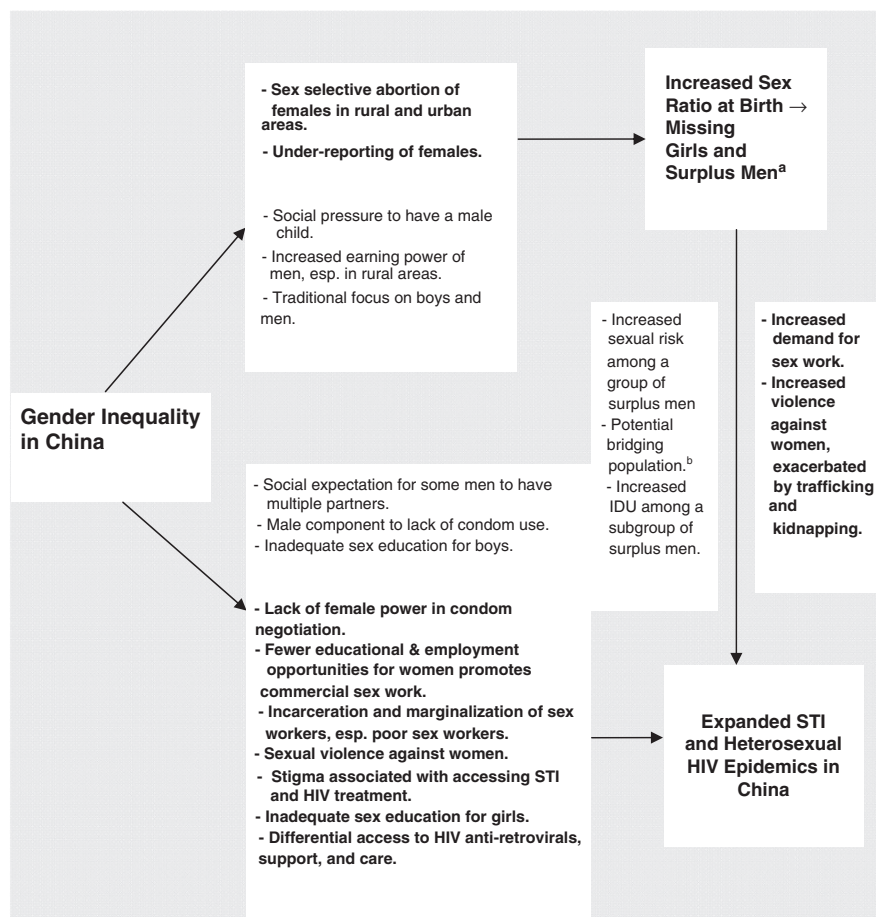 - Sex selective abortion of
females in rural and urban
areas.
- Under-reporting of females.
- Social pressure to have a male
child.
- Increased earning power of
men, esp. in rural areas.
- Traditional focus on boys and
men.
Increased Sex
Ratio at Birth →
Missing
Girls and
Surplus Menᵃ
Gender Inequality
in China
- Increased
sexual risk
among a
group of
surplus men
- Potential
bridging
population.ᵇ
- Increased
IDU among a
subgroup of
surplus men.
- Increased
demand for
sex work.
- Increased
violence
against
women,
exacerbated
by trafficking
and
kidnapping.
- Social expectation for some men to have
multiple partners.
- Male component to lack of condom use.
- Inadequate sex education for boys.
- Lack of female power in condom
negotiation.
- Fewer educational & employment
opportunities for women promotes
commercial sex work.
- Incarceration and marginalization of sex
workers, esp. poor sex workers.
- Sexual violence against women.
- Stigma associated with accessing STI
and HIV treatment.
- Inadequate sex education for girls.
- Differential access to HIV anti-retrovirals,
support, and care.
Expanded STI
and Heterosexual
HIV Epidemics in
China